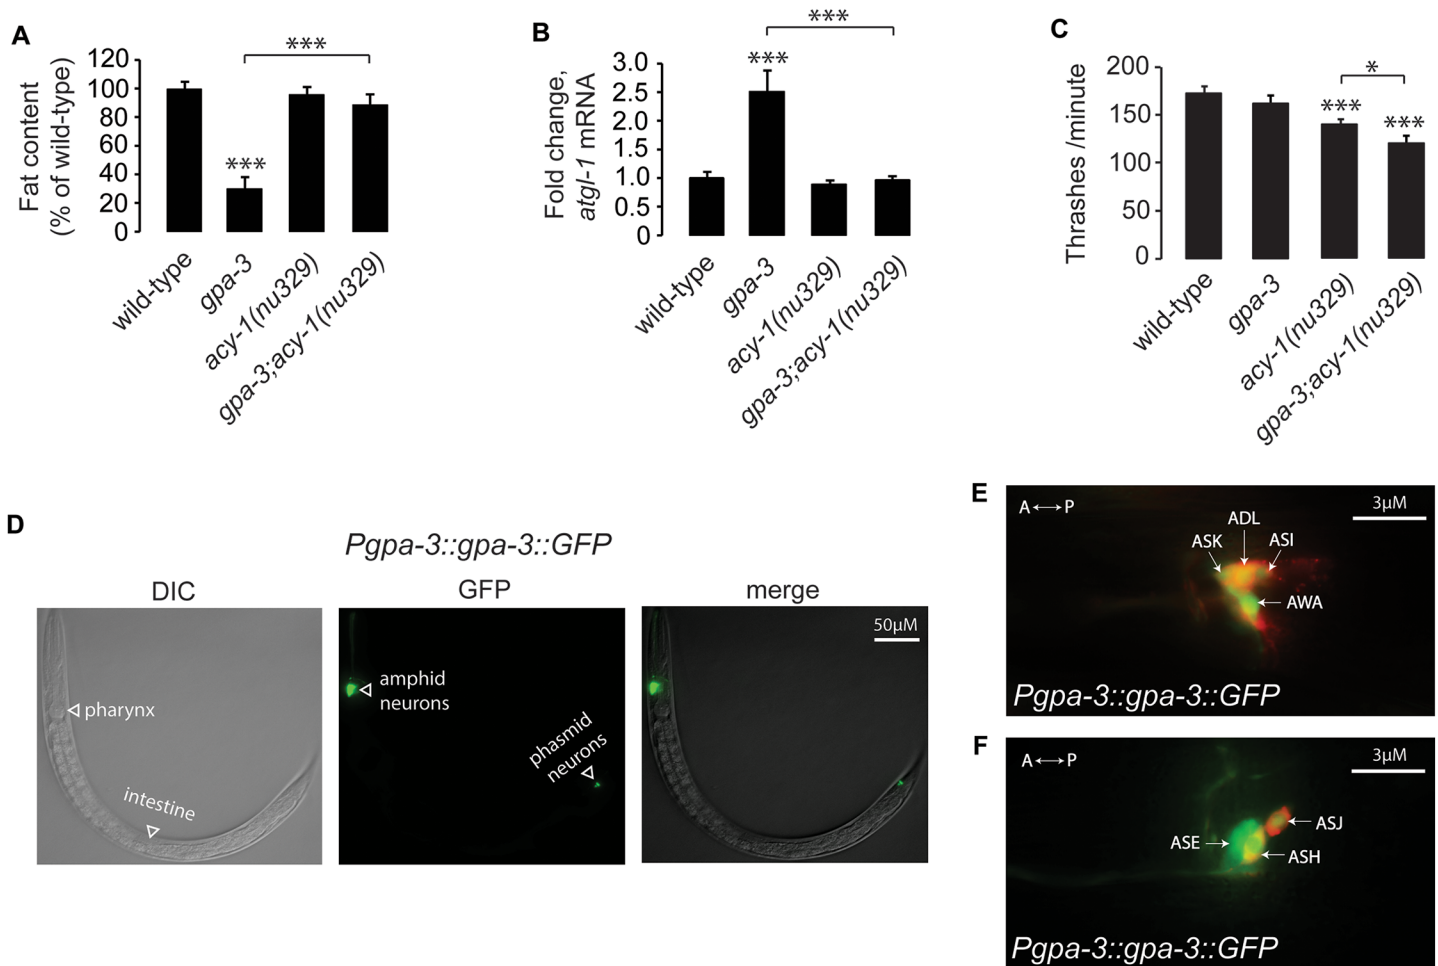 A
Fat content
(% of wild-type)
120
100
80
60
40
20
0
***
***
wild-type
gpa-3
acy-1(nu329)
gpa-3;acy-1(nu329)
B
Fold change,
atgl-1 mRNA
3.0
2.5
2.0
1.5
1.0
0.5
0
***
***
wild-type
gpa-3
acy-1(nu329)
gpa-3;acy-1(nu329)
C
Thrashes /minute
200
150
100
50
0
*
***
***
wild-type
gpa-3
acy-1(nu329)
gpa-3;acy-1(nu329)
D
Pgpa-3::gpa-3::GFP
DIC
GFP
merge
pharynx
intestine
amphid
neurons
phasmid
neurons
50µM
E
A ⟷ P
3µM
ADL
ASK
ASI
AWA
Pgpa-3::gpa-3::GFP
F
A ⟷ P
3µM
ASJ
ASE
ASH
Pgpa-3::gpa-3::GFP